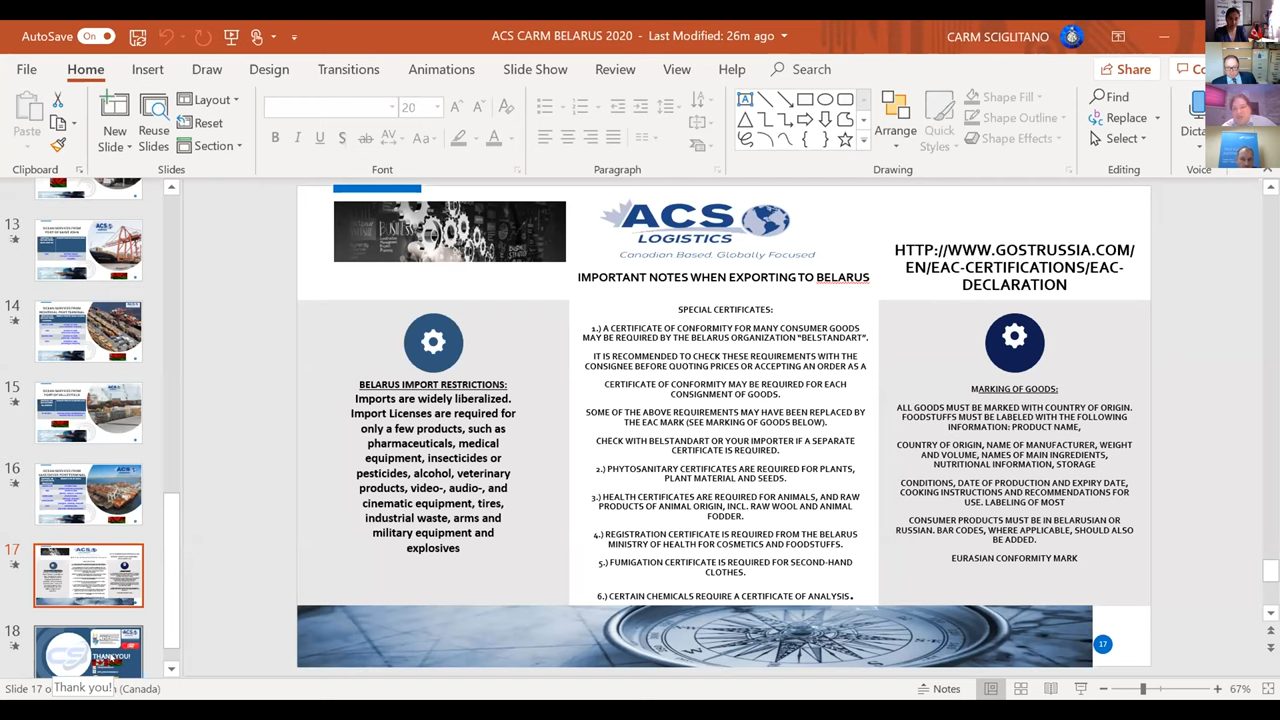 AutoSave On
ACS CARM BELARUS 2020 - Last Modified: 26m ago
CARM SCIGLITANO
File Home Insert Draw Design Transitions Animations Slide Show Review View Help Search Share Co
Paste
New Slide
Reuse Slides
Layout
Reset
Section
20
Arrange
Quick Styles
Shape Fill
Shape Outline
Shape Effects
Find
Replace
Select
Dicta
Clipboard Slides Font Paragraph Drawing Editing Voice
13
14
15
16
17
18
THANK YOU!
ACS
LOGISTICS
Canadian Based, Globally Focused
IMPORTANT NOTES WHEN EXPORTING TO BELARUS
HTTP://WWW.GOSTRUSSIA.COM/
EN/EAC-CERTIFICATIONS/EAC-
DECLARATION
BELARUS IMPORT RESTRICTIONS:
Imports are widely liberalized.
Import Licenses are required for
only a few products, such as
pharmaceuticals, medical
equipment, insecticides or
pesticides, alcohol, veterinary
products, video-, audio-, and
cinematic equipment, tires,
industrial waste, arms and
military equipment and
explosives
SPECIAL CERTIFICATES:
1.) A CERTIFICATE OF CONFORMITY FOR MANY CONSUMER GOODS
MAY BE REQUIRED BY THE BELARUS ORGANIZATION "BELSTANDART".
IT IS RECOMMENDED TO CHECK THESE REQUIREMENTS WITH THE
CONSIGNEE BEFORE QUOTING PRICES OR ACCEPTING AN ORDER AS A
CERTIFICATE OF CONFORMITY MAY BE REQUIRED FOR EACH
CONSIGNMENT OF GOODS.
SOME OF THE ABOVE REQUIREMENTS MAY HAVE BEEN REPLACED BY
THE EAC MARK (SEE MARKING OF GOODS BELOW).
CHECK WITH BELSTANDART OR YOUR IMPORTER IF A SEPARATE
CERTIFICATE IS REQUIRED.
2.) PHYTOSANITARY CERTIFICATES ARE REQUIRED FOR PLANTS,
PLANT MATERIAL AND SEEDS.
3.) HEALTH CERTIFICATES ARE REQUIRED FOR ANIMALS, AND RAW
PRODUCTS OF ANIMAL ORIGIN, INCL. RAW WOOL AND ANIMAL
FODDER.
4.) REGISTRATION CERTIFICATE IS REQUIRED FROM THE BELARUS
MINISTRY OF HEALTH FOR COSMETICS AND FOODSTUFFS.
5.) FUMIGATION CERTIFICATE IS REQUIRED FOR SECOND-HAND
CLOTHES.
6.) CERTAIN CHEMICALS REQUIRE A CERTIFICATE OF ANALYSIS.
MARKING OF GOODS:
ALL GOODS MUST BE MARKED WITH COUNTRY OF ORIGIN.
FOODSTUFFS MUST BE LABELED WITH THE FOLLOWING
INFORMATION: PRODUCT NAME,
COUNTRY OF ORIGIN, NAME OF MANUFACTURER, WEIGHT
AND VOLUME, NAMES OF MAIN INGREDIENTS,
NUTRITIONAL INFORMATION, STORAGE
CONDITIONS, DATE OF PRODUCTION AND EXPIRY DATE,
COOKING INSTRUCTIONS AND RECOMMENDATIONS FOR
USE. LABELING OF MOST
CONSUMER PRODUCTS MUST BE IN BELARUSIAN OR
RUSSIAN. BAR CODES, WHERE APPLICABLE, SHOULD ALSO
BE ADDED.
EURASIAN CONFORMITY MARK
17
Slide 17 o
Thank you!
(Canada)
Notes
67%